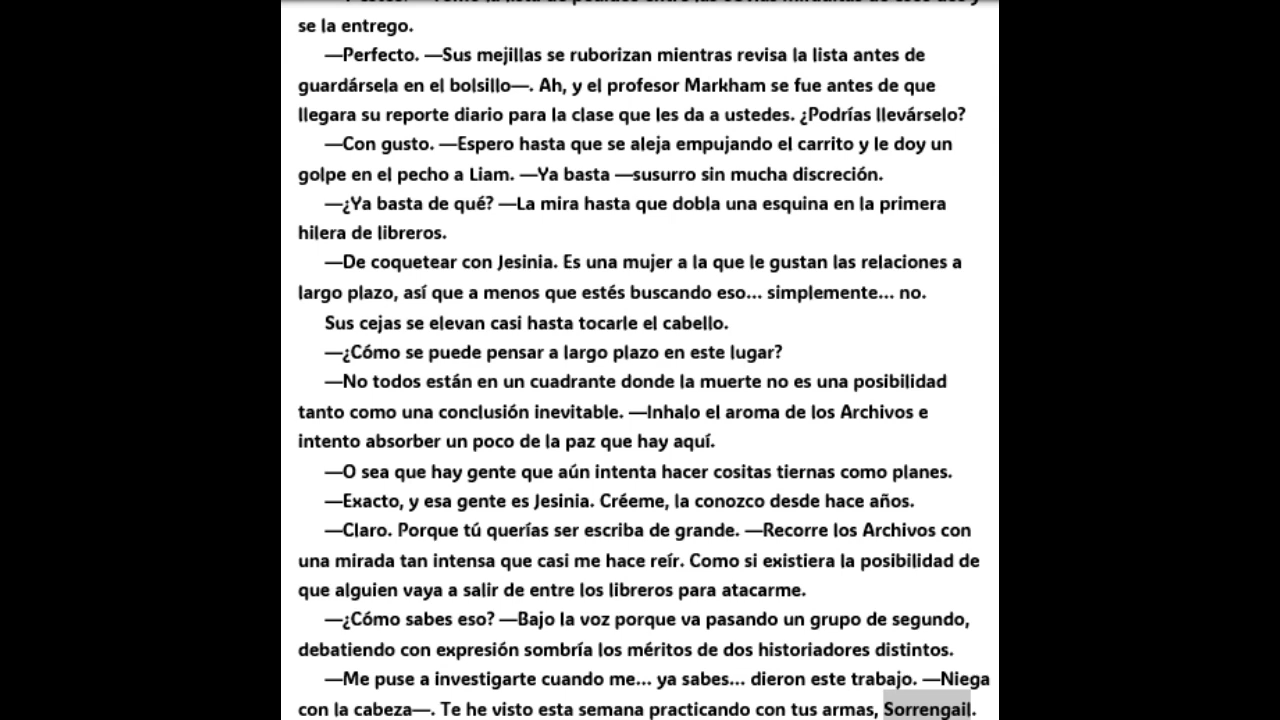 se la entrego.
—Perfecto. —Sus mejillas se ruborizan mientras revisa la lista antes de
guardársela en el bolsillo—. Ah, y el profesor Markham se fue antes de que
llegara su reporte diario para la clase que les da a ustedes. ¿Podrías llevárselo?
—Con gusto. —Espero hasta que se aleja empujando el carrito y le doy un
golpe en el pecho a Liam. —Ya basta —susurro sin mucha discreción.
—¿Ya basta de qué? —La mira hasta que dobla una esquina en la primera
hilera de libreros.
—De coquetear con Jesinia. Es una mujer a la que le gustan las relaciones a
largo plazo, así que a menos que estés buscando eso... simplemente... no.
Sus cejas se elevan casi hasta tocarle el cabello.
—¿Cómo se puede pensar a largo plazo en este lugar?
—No todos están en un cuadrante donde la muerte no es una posibilidad
tanto como una conclusión inevitable. —Inhalo el aroma de los Archivos e
intento absorber un poco de la paz que hay aquí.
—O sea que hay gente que aún intenta hacer cositas tiernas como planes.
—Exacto, y esa gente es Jesinia. Créeme, la conozco desde hace años.
—Claro. Porque tú querías ser escriba de grande. —Recorre los Archivos con
una mirada tan intensa que casi me hace reír. Como si existiera la posibilidad de
que alguien vaya a salir de entre los libreros para atacarme.
—¿Cómo sabes eso? —Bajo la voz porque va pasando un grupo de segundo,
debatiendo con expresión sombría los méritos de dos historiadores distintos.
—Me puse a investigarte cuando me... ya sabes... dieron este trabajo. —Niega
con la cabeza—. Te he visto esta semana practicando con tus armas, Sorrengail.